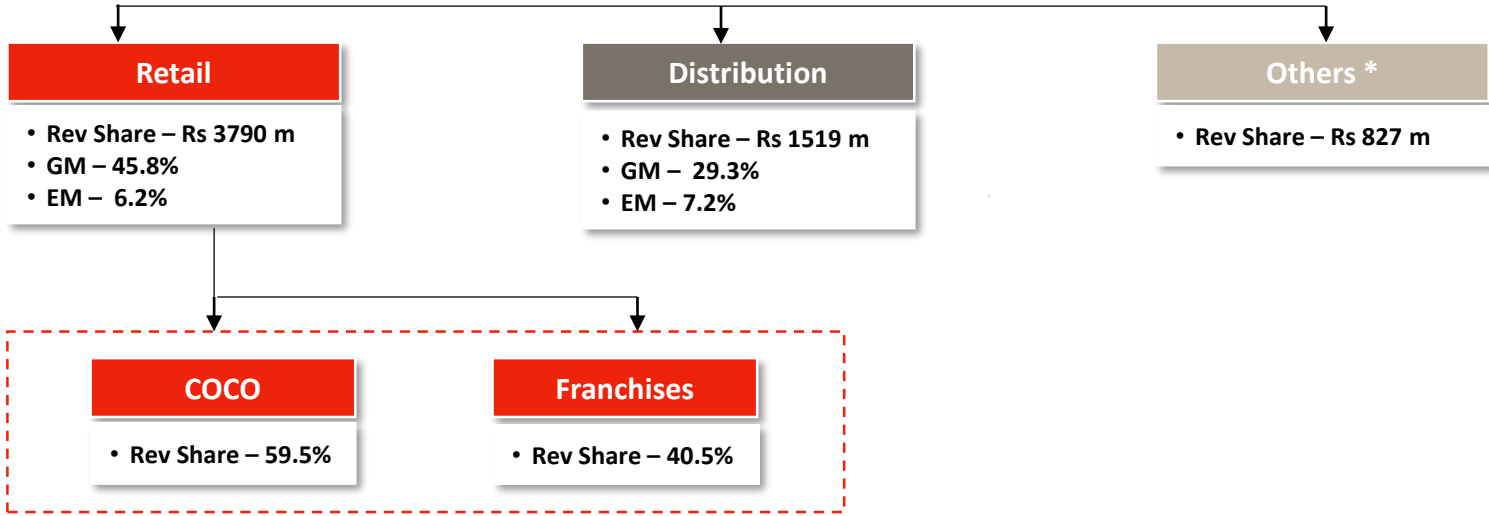 Retail
• Rev Share – Rs 3790 m
• GM – 45.8%
• EM – 6.2%
Distribution
• Rev Share – Rs 1519 m
• GM – 29.3%
• EM – 7.2%
Others *
• Rev Share – Rs 827 m
COCO
• Rev Share – 59.5%
Franchises
• Rev Share – 40.5%